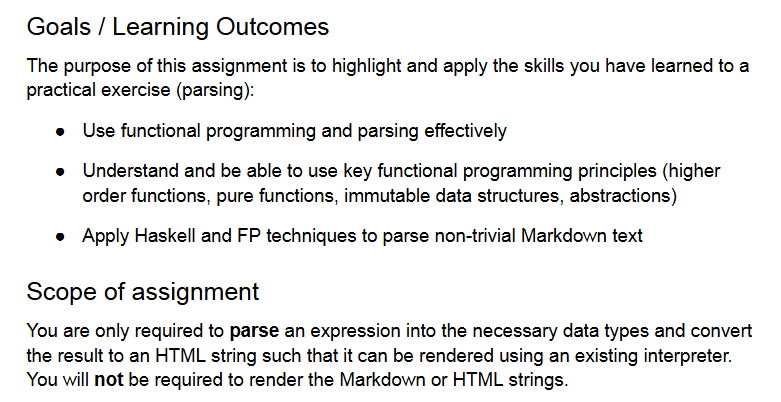 Goals / Learning Outcomes
The purpose of this assignment is to highlight and apply the skills you have learned to a
practical exercise (parsing):
● Use functional programming and parsing effectively
● Understand and be able to use key functional programming principles (higher
order functions, pure functions, immutable data structures, abstractions)
● Apply Haskell and FP techniques to parse non-trivial Markdown text
Scope of assignment
You are only required to parse an expression into the necessary data types and convert
the result to an HTML string such that it can be rendered using an existing interpreter.
You will not be required to render the Markdown or HTML strings.